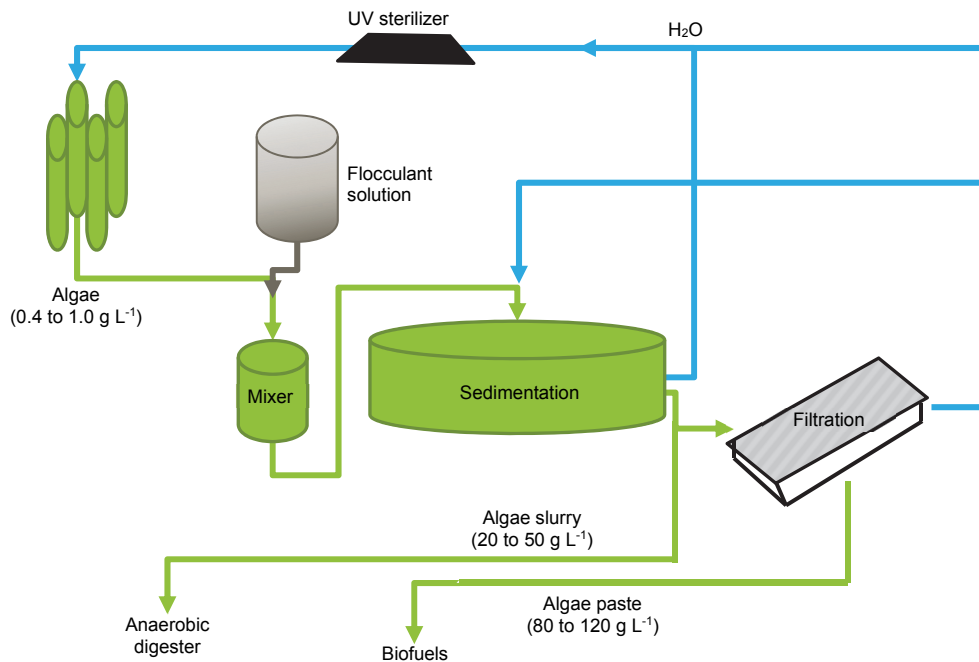 UV sterilizer
H₂O
Flocculant
solution
Algae
(0.4 to 1.0 g L⁻¹)
Mixer
Sedimentation
Filtration
Algae slurry
(20 to 50 g L⁻¹)
Algae paste
(80 to 120 g L⁻¹)
Anaerobic
digester
Biofuels